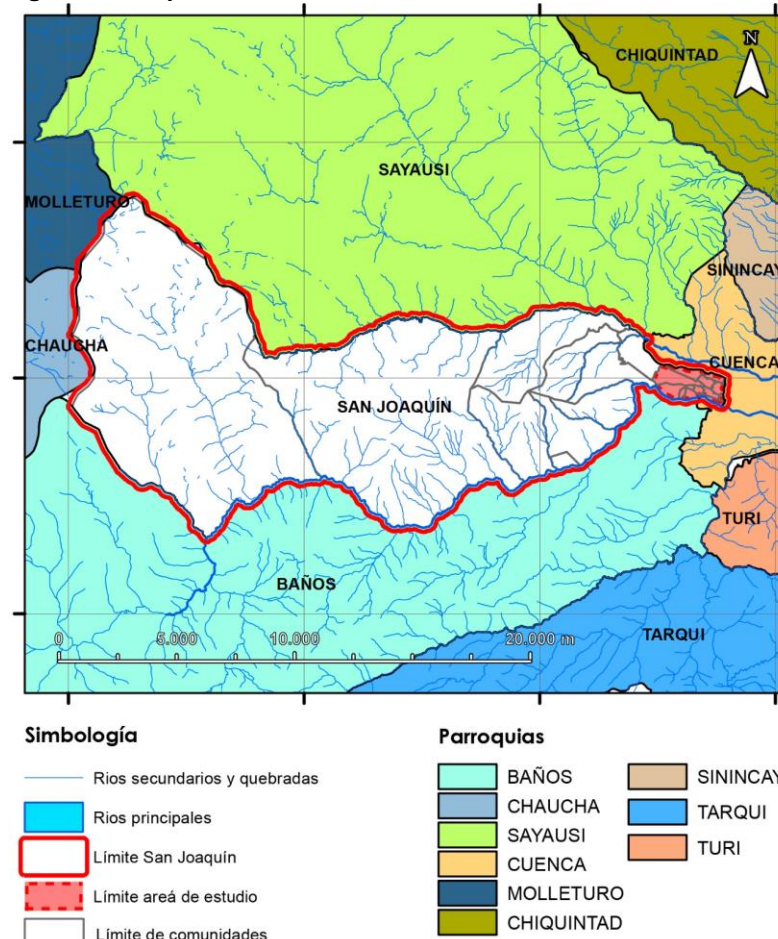 CHIQUINTAD
N
SAYAUSI
MOLLETURO
SININCAY
CHAUCHA
CUENCA
SAN JOAQUÍN
TURI
BAÑOS
TARQUI
0 5.000 10.000 20.000 m
Simbología
Rios secundarios y quebradas
Rios principales
Límite San Joaquín
Límite areá de estudio
Límite de comunidades
Parroquias
BAÑOS
CHAUCHA
SAYAUSI
CUENCA
MOLLETURO
CHIQUINTAD
SININCAY
TARQUI
TURI